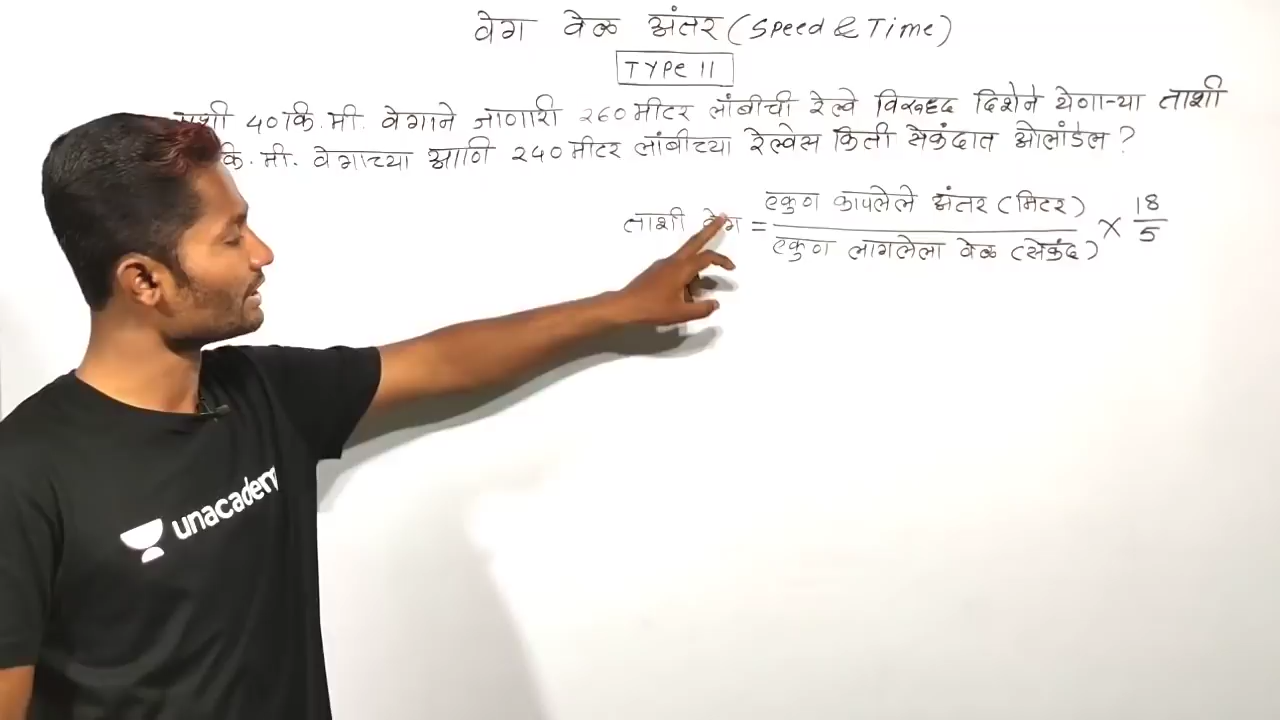 वेग वेळ अंतर (Speed & Time)
TYPE 11
ताशी 40 कि.मी. वेगाने जाणारी २६० मीटर लांबीची रेल्वे विरुद्ध दिशेने येणाऱ्या ताशी
कि.मी. वेगाच्या आणि २४० मीटर लांबीच्या रेल्वेस किती सेकंदात ओलांडेल ?
ताशी वेग = एकुण कापलेले अंतर (मिटर) / एकुण लागलेला वेळ (सेकंद) × 18/5
unacademy